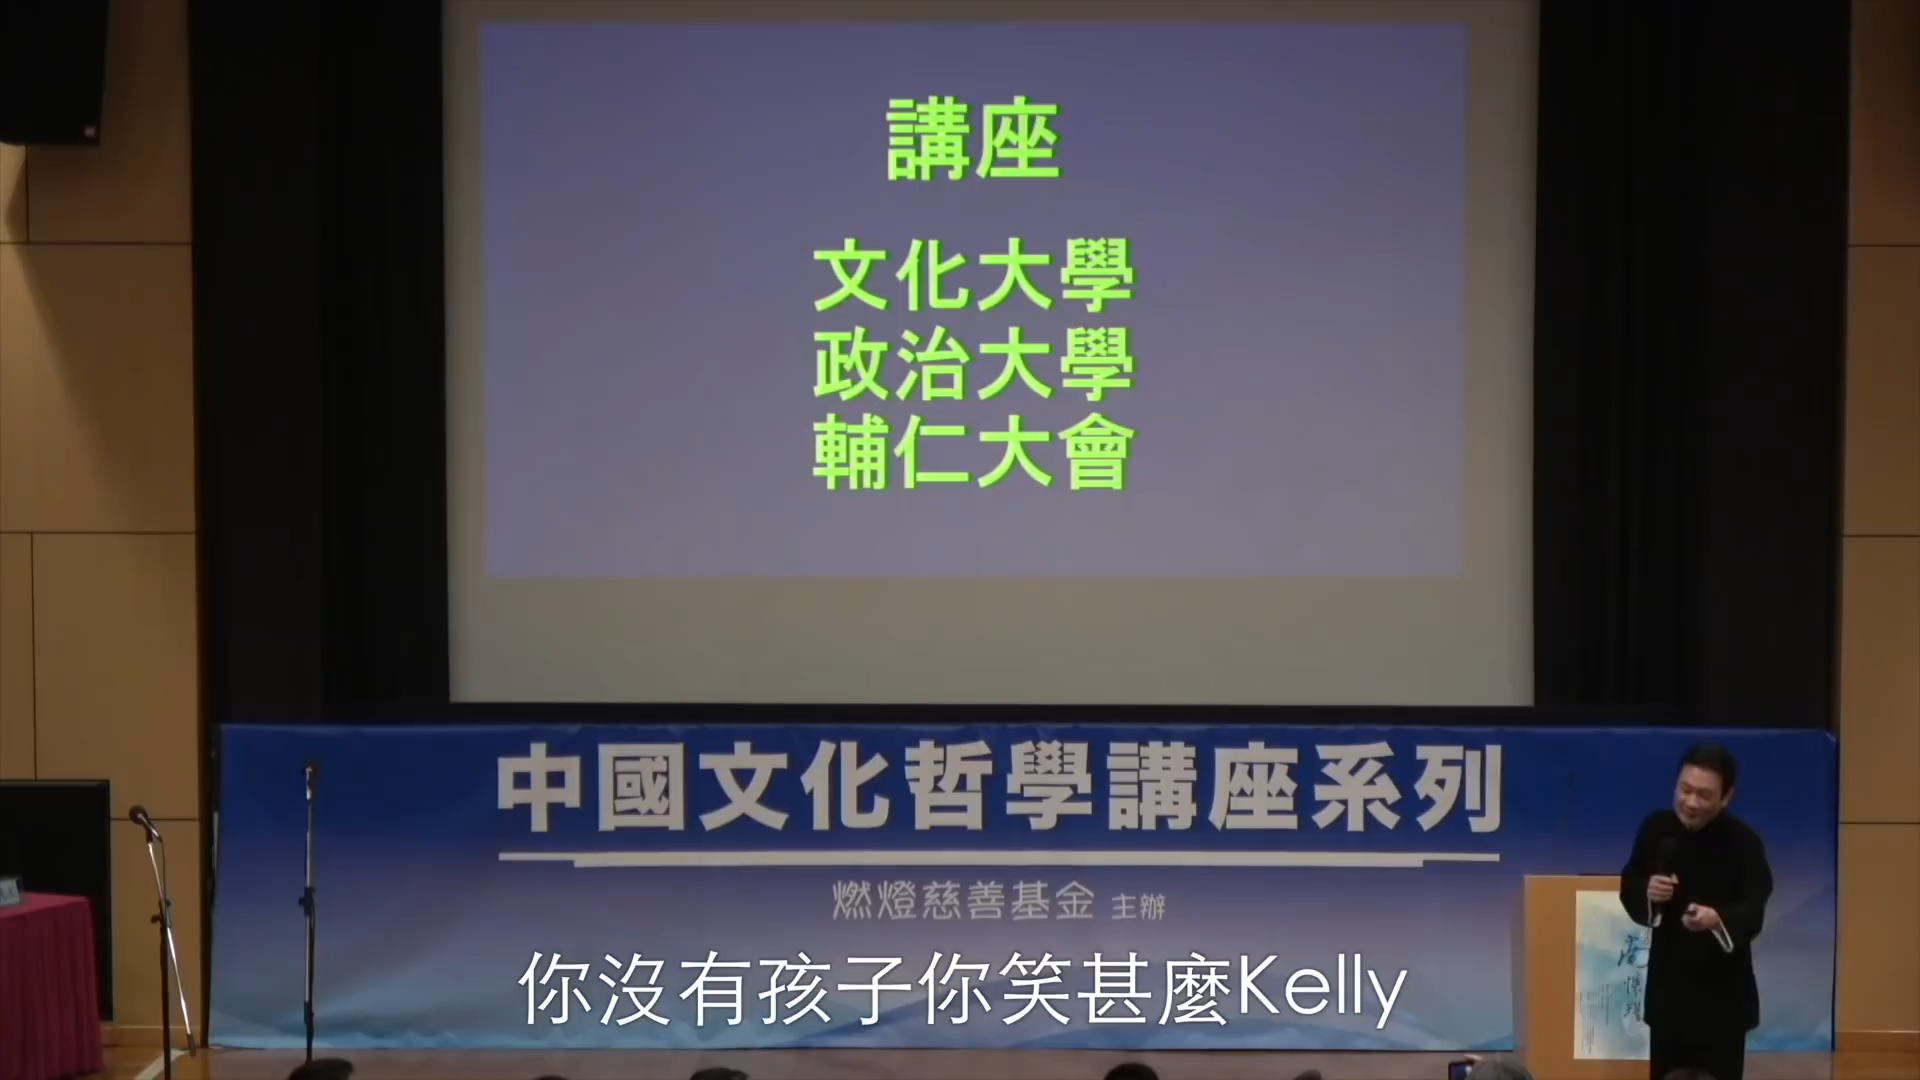 講座
文化大學
政治大學
輔仁大會
中國文化哲學講座系列
燃燈慈善基金 主辦
你沒有孩子你笑甚麼Kelly